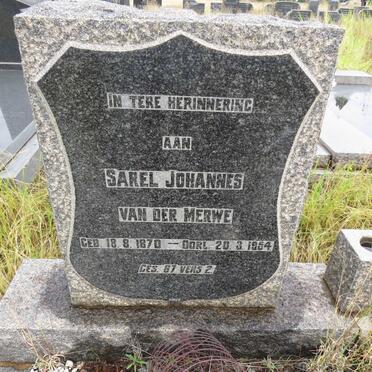 IN TERE HERINNERING
AAN
SAREL JOHANNES
VAN DER MERWE
GEB. 18. 8. 1870 — OORL. 20. 3. 1954
GES. 67 VERS 2